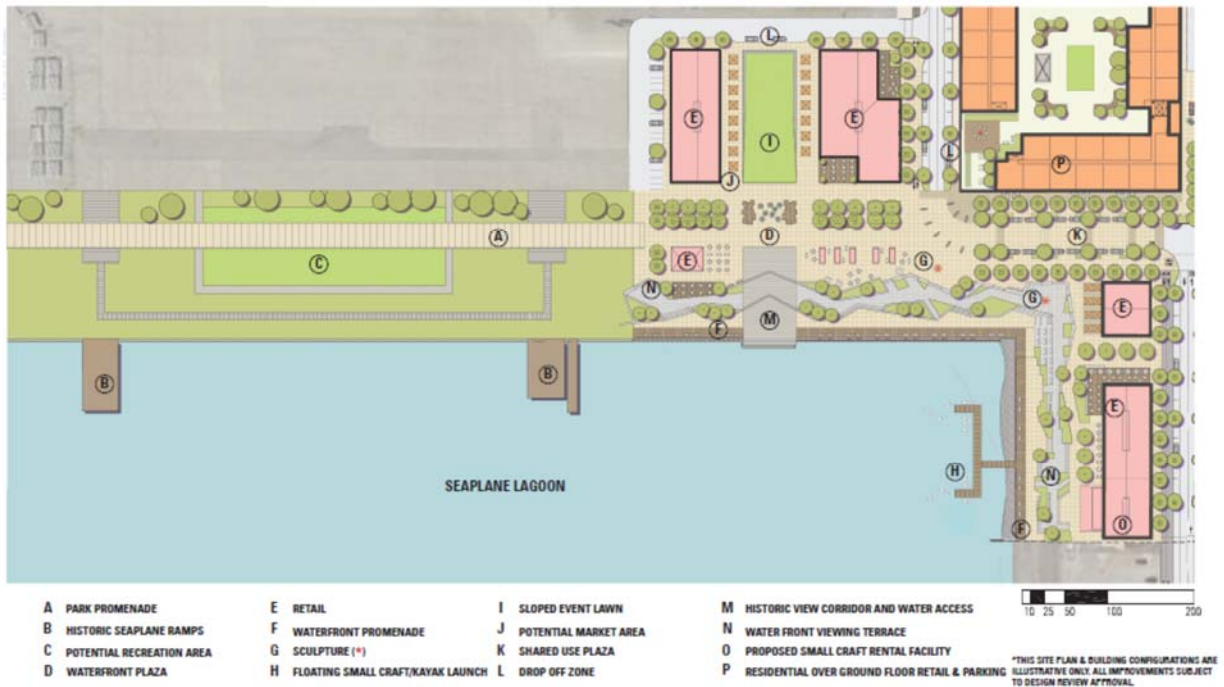 L
E
I
E
L
P
J
A
D
K
C
E
G
N
G
E
F
M
B
B
E
H
N
SEAPLANE LAGOON
F
O
A PARK PROMENADE
B HISTORIC SEAPLANE RAMPS
C POTENTIAL RECREATION AREA
D WATERFRONT PLAZA
E RETAIL
F WATERFRONT PROMENADE
G SCULPTURE (*)
H FLOATING SMALL CRAFT/KAYAK LAUNCH
I SLOPED EVENT LAWN
J POTENTIAL MARKET AREA
K SHARED USE PLAZA
L DROP OFF ZONE
M HISTORIC VIEW CORRIDOR AND WATER ACCESS
N WATER FRONT VIEWING TERRACE
O PROPOSED SMALL CRAFT RENTAL FACILITY
P RESIDENTIAL OVER GROUND FLOOR RETAIL & PARKING
10 25 50 100 200
*THIS SITE PLAN & BUILDING CONFIGURATIONS ARE
ILLUSTRATIVE ONLY. ALL IMPROVEMENTS SUBJECT
TO DESIGN REVIEW APPROVAL.